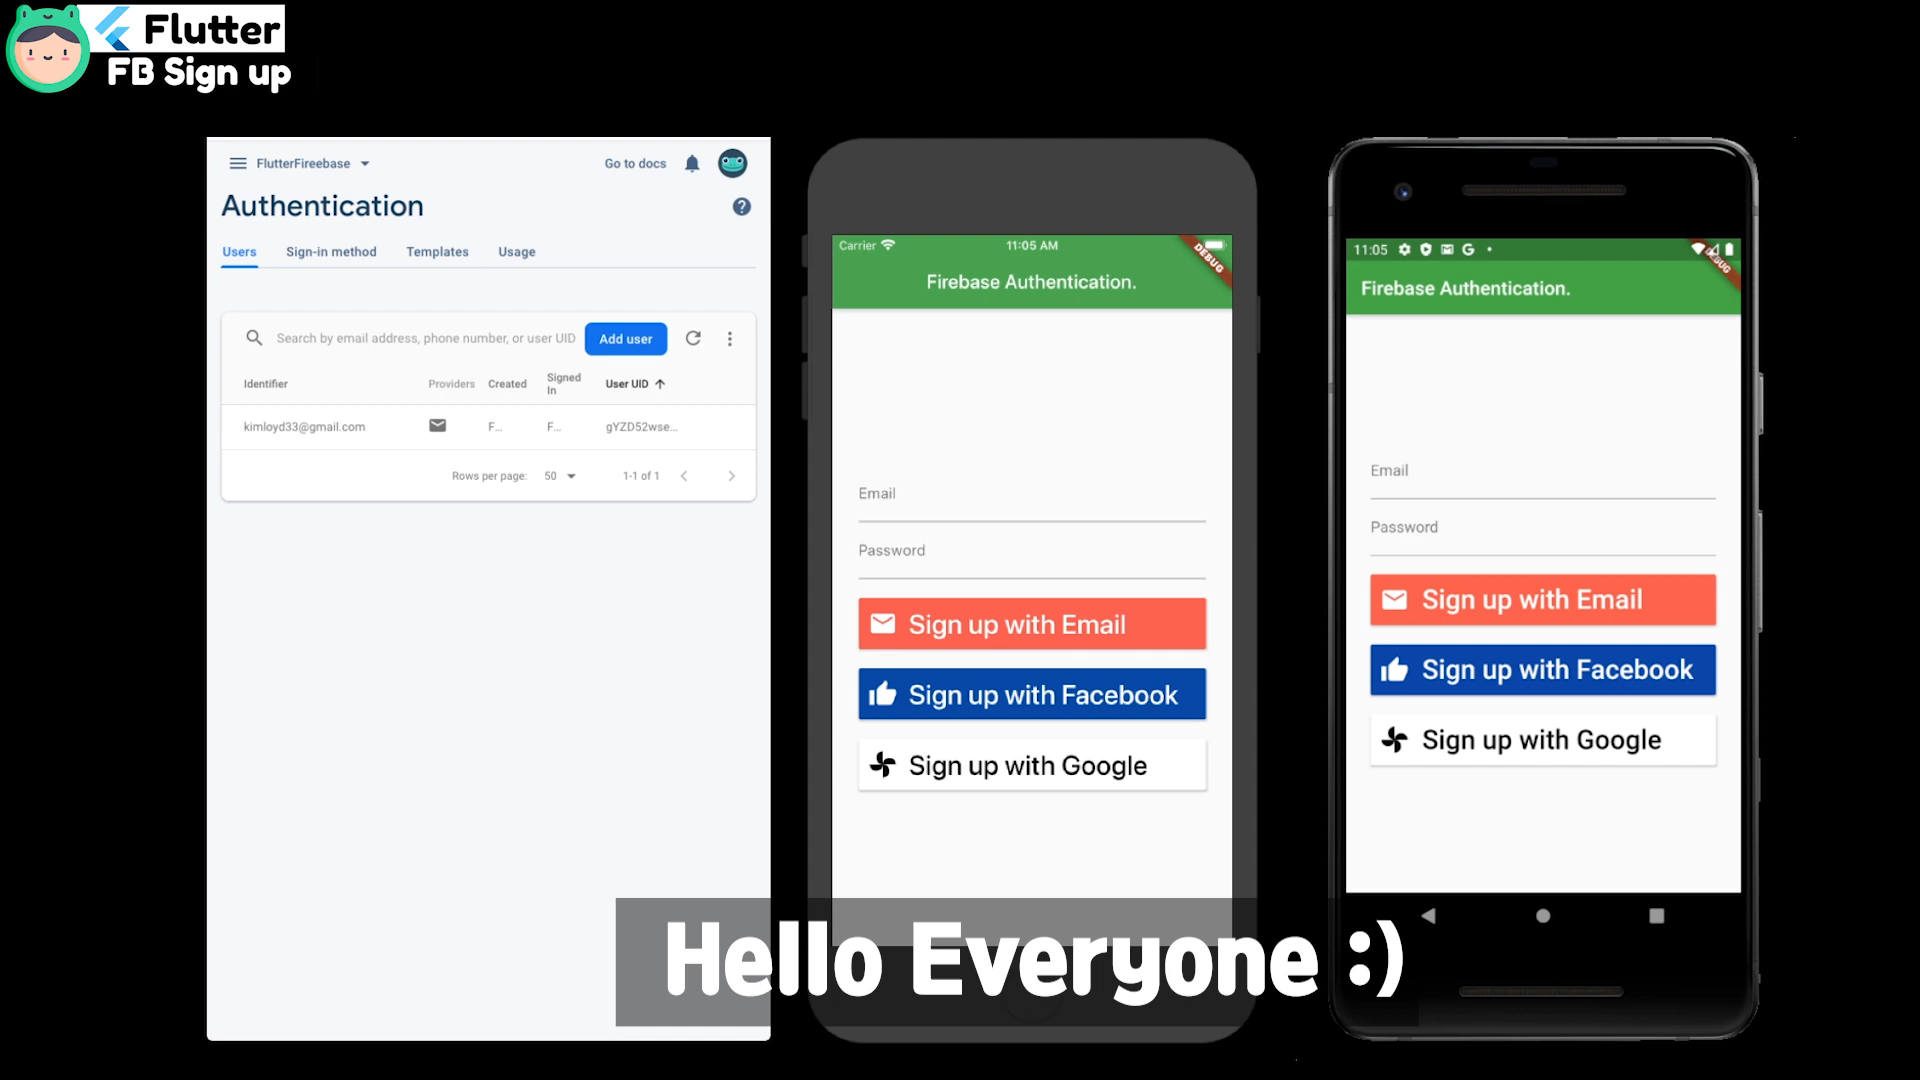 Flutter
FB Sign up
FlutterFireebase
Go to docs
Authentication
Users Sign-in method Templates Usage
Search by email address, phone number, or user UID Add user
Identifier Providers Created Signed In User UID
kimloyd33@gmail.com F... F... gYZD52wse...
Rows per page: 50 1-1 of 1
Carrier 11:05 AM
DEBUG
Firebase Authentication.
Email
Password
Sign up with Email
Sign up with Facebook
Sign up with Google
11:05
DEBUG
Firebase Authentication.
Email
Password
Sign up with Email
Sign up with Facebook
Sign up with Google
Hello Everyone :)